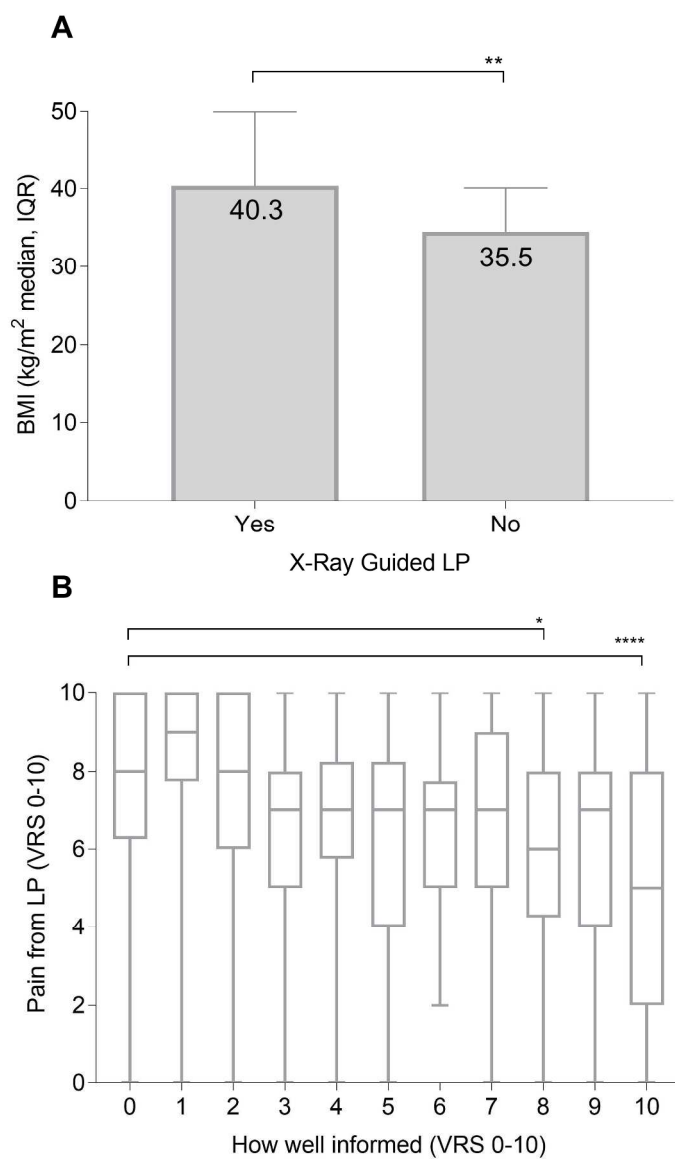 A
**
BMI (kg/m² median, IQR)
50
40
30
20
10
0
40.3
35.5
Yes No
X-Ray Guided LP
B
*
****
Pain from LP (VRS 0-10)
10
8
6
4
2
0
0 1 2 3 4 5 6 7 8 9 10
How well informed (VRS 0-10)